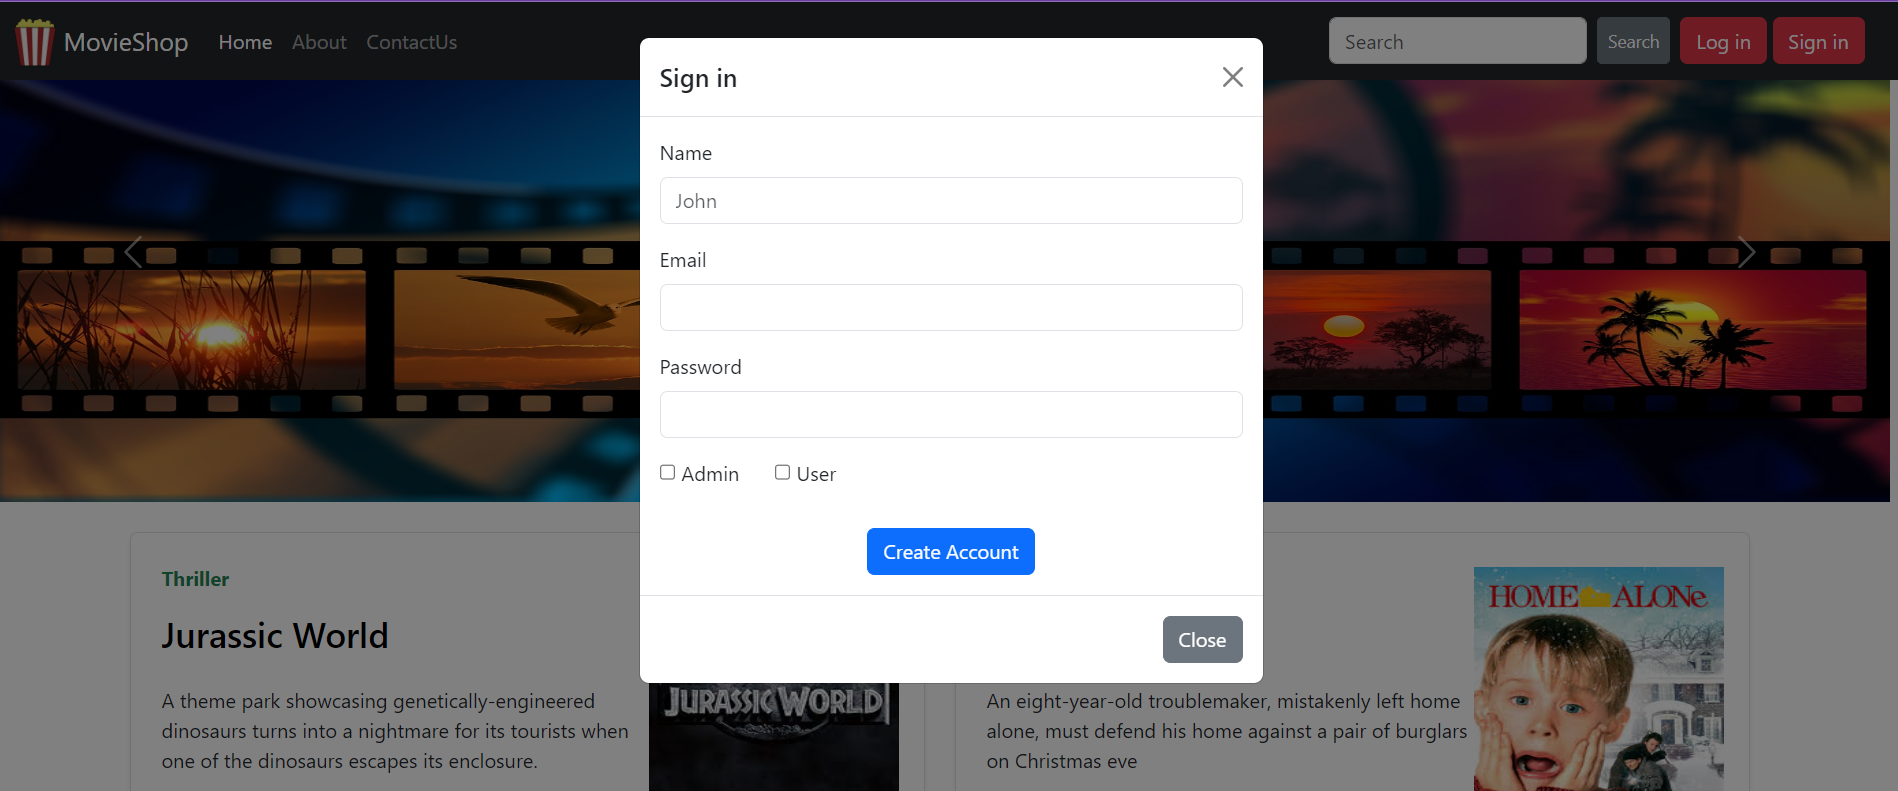 MovieShop Home About ContactUs Search Search Log in Sign in
Sign in
Name
John
Email
Password
Admin User
Create Account
Close
Thriller
Jurassic World
A theme park showcasing genetically-engineered
dinosaurs turns into a nightmare for its tourists when
one of the dinosaurs escapes its enclosure.
JURASSIC WORLD
An eight-year-old troublemaker, mistakenly left home
alone, must defend his home against a pair of burglars
on Christmas eve
HOME ALONe